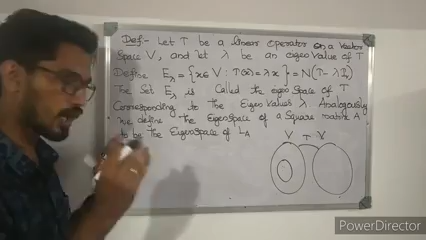 Def:- Let T be a linear operator on a vector
Space V, and let λ be an eigen value of T
Define Eλ = {x∈V : T(x) = λx} = N(T-λI)
The Set Eλ is Called the eigen Space of T
Corresponding to the Eigen Values λ Analogously
we define the Eigenspace of a Square matrix A
to be the Eigenspace of LA
V T V
PowerDirector